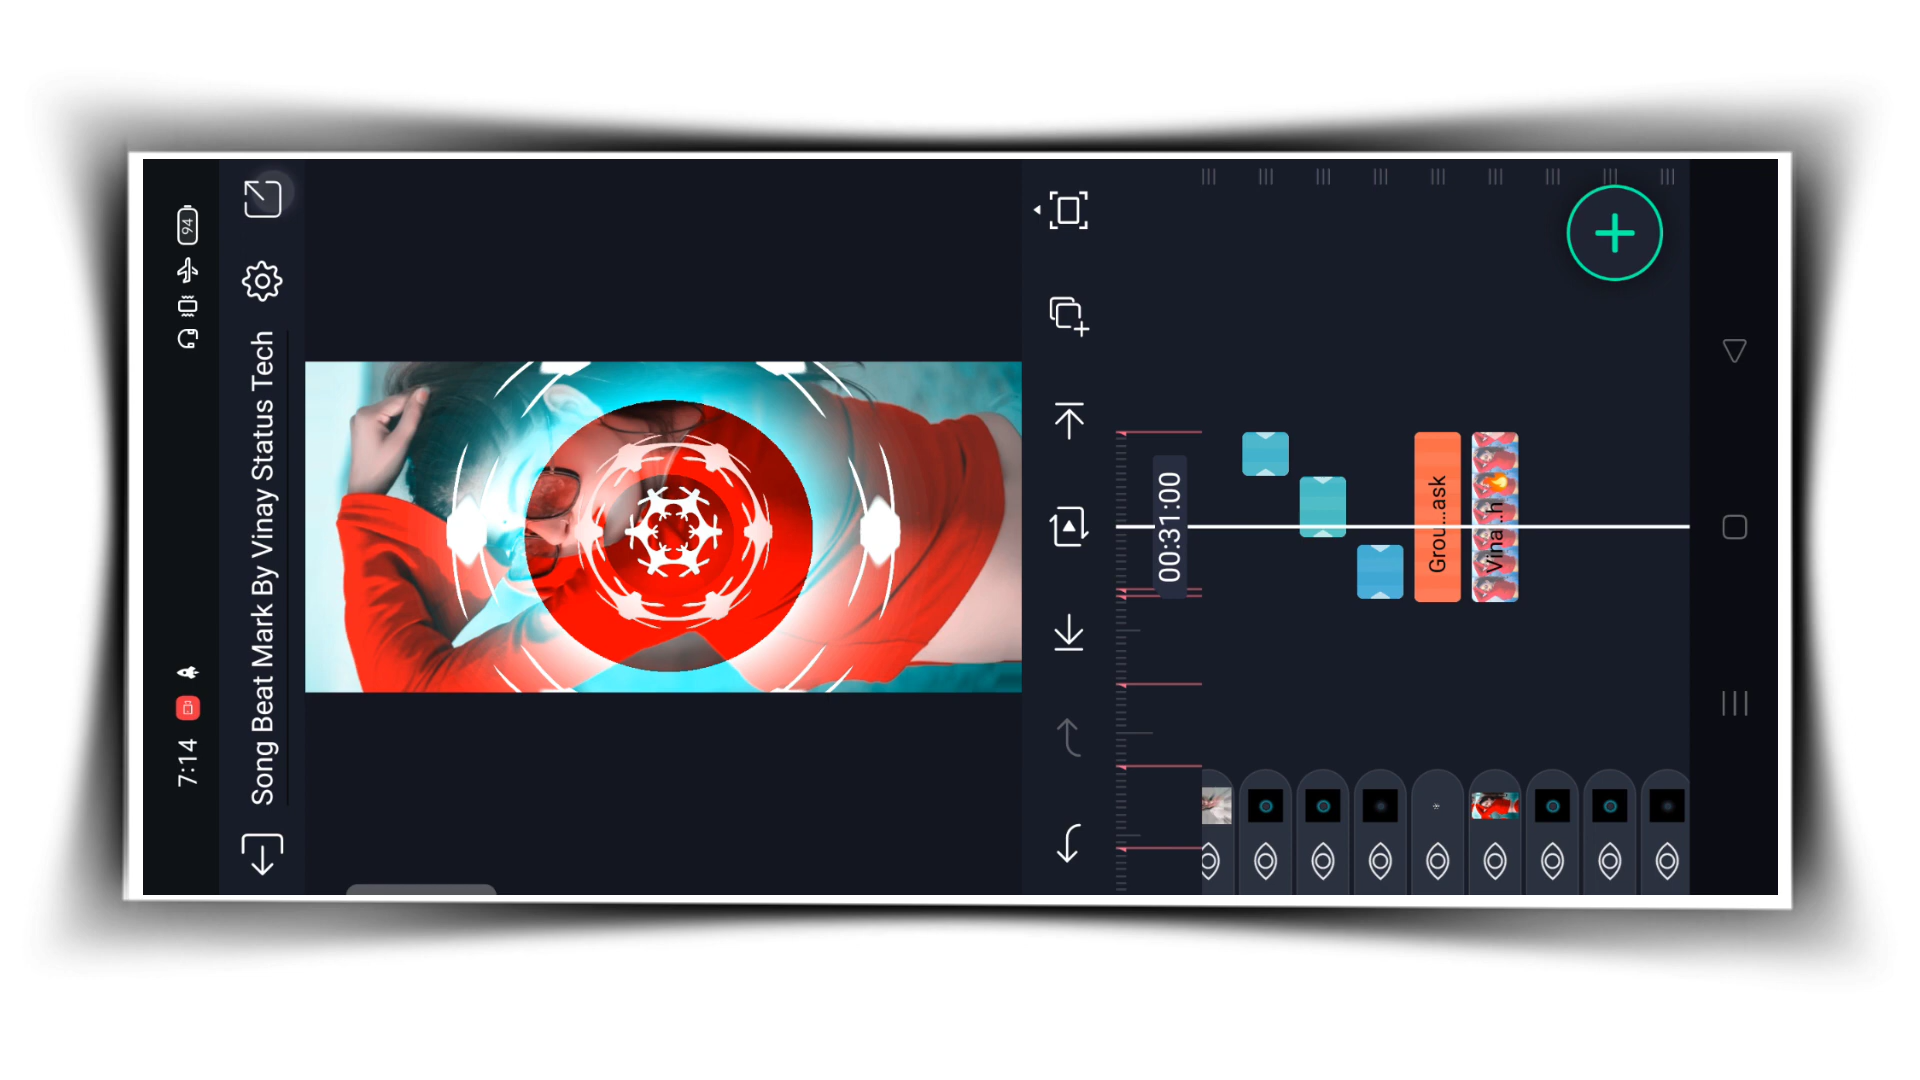 7:14
94
Song Beat Mark By Vinay Status Tech
00:31:00
Grou...ask
Vina...h